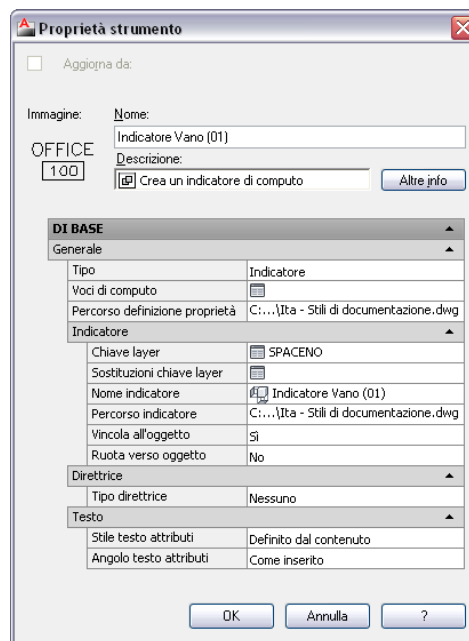 Proprietà strumento
Aggiorna da:
Immagine:
Nome:
Indicatore Vano (01)
OFFICE
100
Descrizione:
Crea un indicatore di computo
Altre info
DI BASE
Generale
Tipo Indicatore
Voci di computo
Percorso definizione proprietà C:...\Ita - Stili di documentazione.dwg
Indicatore
Chiave layer SPACENO
Sostituzioni chiave layer
Nome indicatore Indicatore Vano (01)
Percorso indicatore C:...\Ita - Stili di documentazione.dwg
Vincola all'oggetto Sì
Ruota verso oggetto No
Direttrice
Tipo direttrice Nessuno
Testo
Stile testo attributi Definito dal contenuto
Angolo testo attributi Come inserito
OK Annulla ?